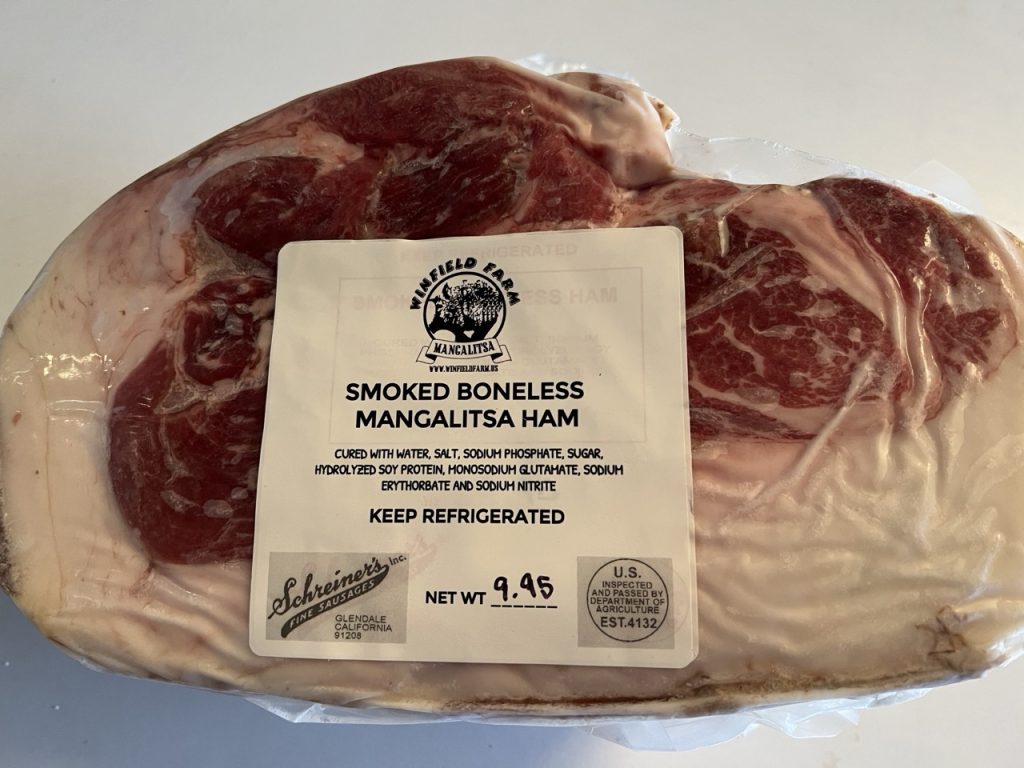 WINFIELD FARM
MANGALITSA
WWW.WINFIELDFARM.US
SMOKED BONELESS
MANGALITSA HAM
CURED WITH WATER, SALT, SODIUM PHOSPHATE, SUGAR,
HYDROLYZED SOY PROTEIN, MONOSODIUM GLUTAMATE, SODIUM
ERYTHORBATE AND SODIUM NITRITE
KEEP REFRIGERATED
Schreiner's Inc.
FINE SAUSAGES
GLENDALE
CALIFORNIA
91208
NET WT 9.95
U.S.
INSPECTED
AND PASSED BY
DEPARTMENT OF
AGRICULTURE
EST.4132